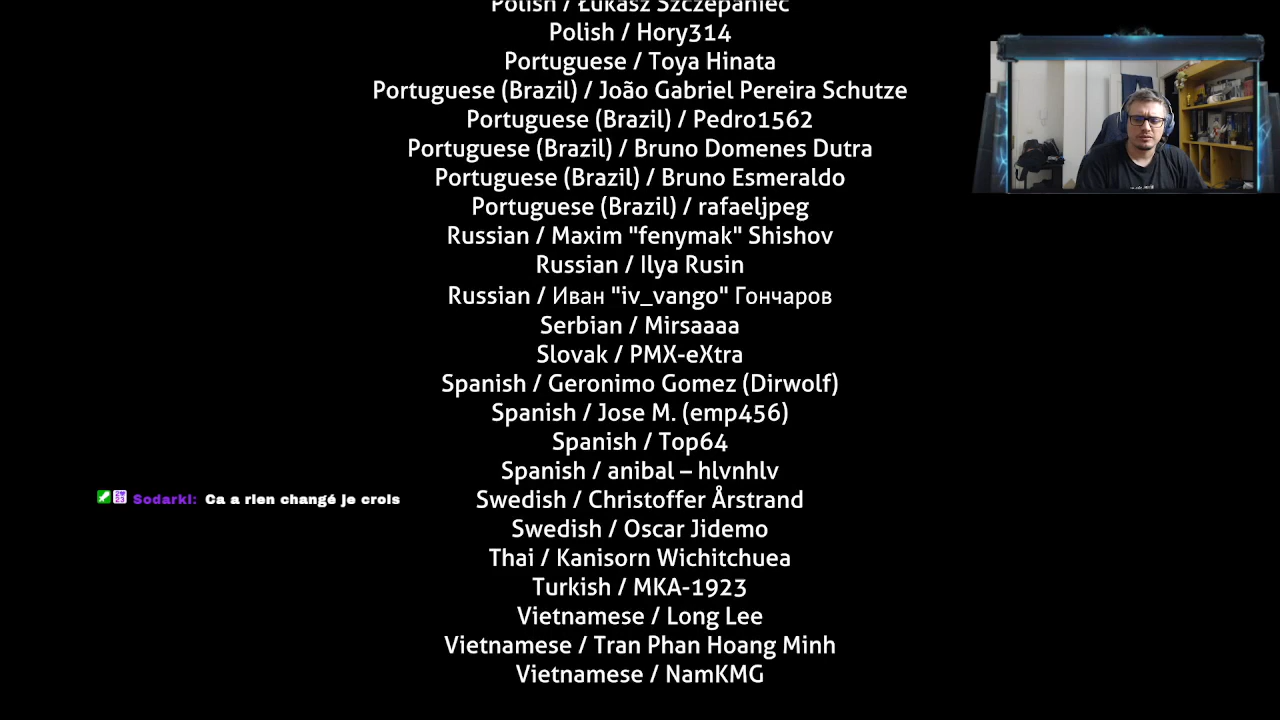 Polish / Łukasz Szczepaniec
Polish / Hory314
Portuguese / Toya Hinata
Portuguese (Brazil) / João Gabriel Pereira Schutze
Portuguese (Brazil) / Pedro1562
Portuguese (Brazil) / Bruno Domenes Dutra
Portuguese (Brazil) / Bruno Esmeraldo
Portuguese (Brazil) / rafaeljpeg
Russian / Maxim "fenymak" Shishov
Russian / Ilya Rusin
Russian / Иван "iv_vango" Гончаров
Serbian / Mirsaaaa
Slovak / PMX-eXtra
Spanish / Geronimo Gomez (Dirwolf)
Spanish / Jose M. (emp456)
Spanish / Top64
Spanish / anibal – hlvnhlv
Sodarki: Ca a rien changé je crois
Swedish / Christoffer Årstrand
Swedish / Oscar Jidemo
Thai / Kanisorn Wichitchuea
Turkish / MKA-1923
Vietnamese / Long Lee
Vietnamese / Tran Phan Hoang Minh
Vietnamese / NamKMG